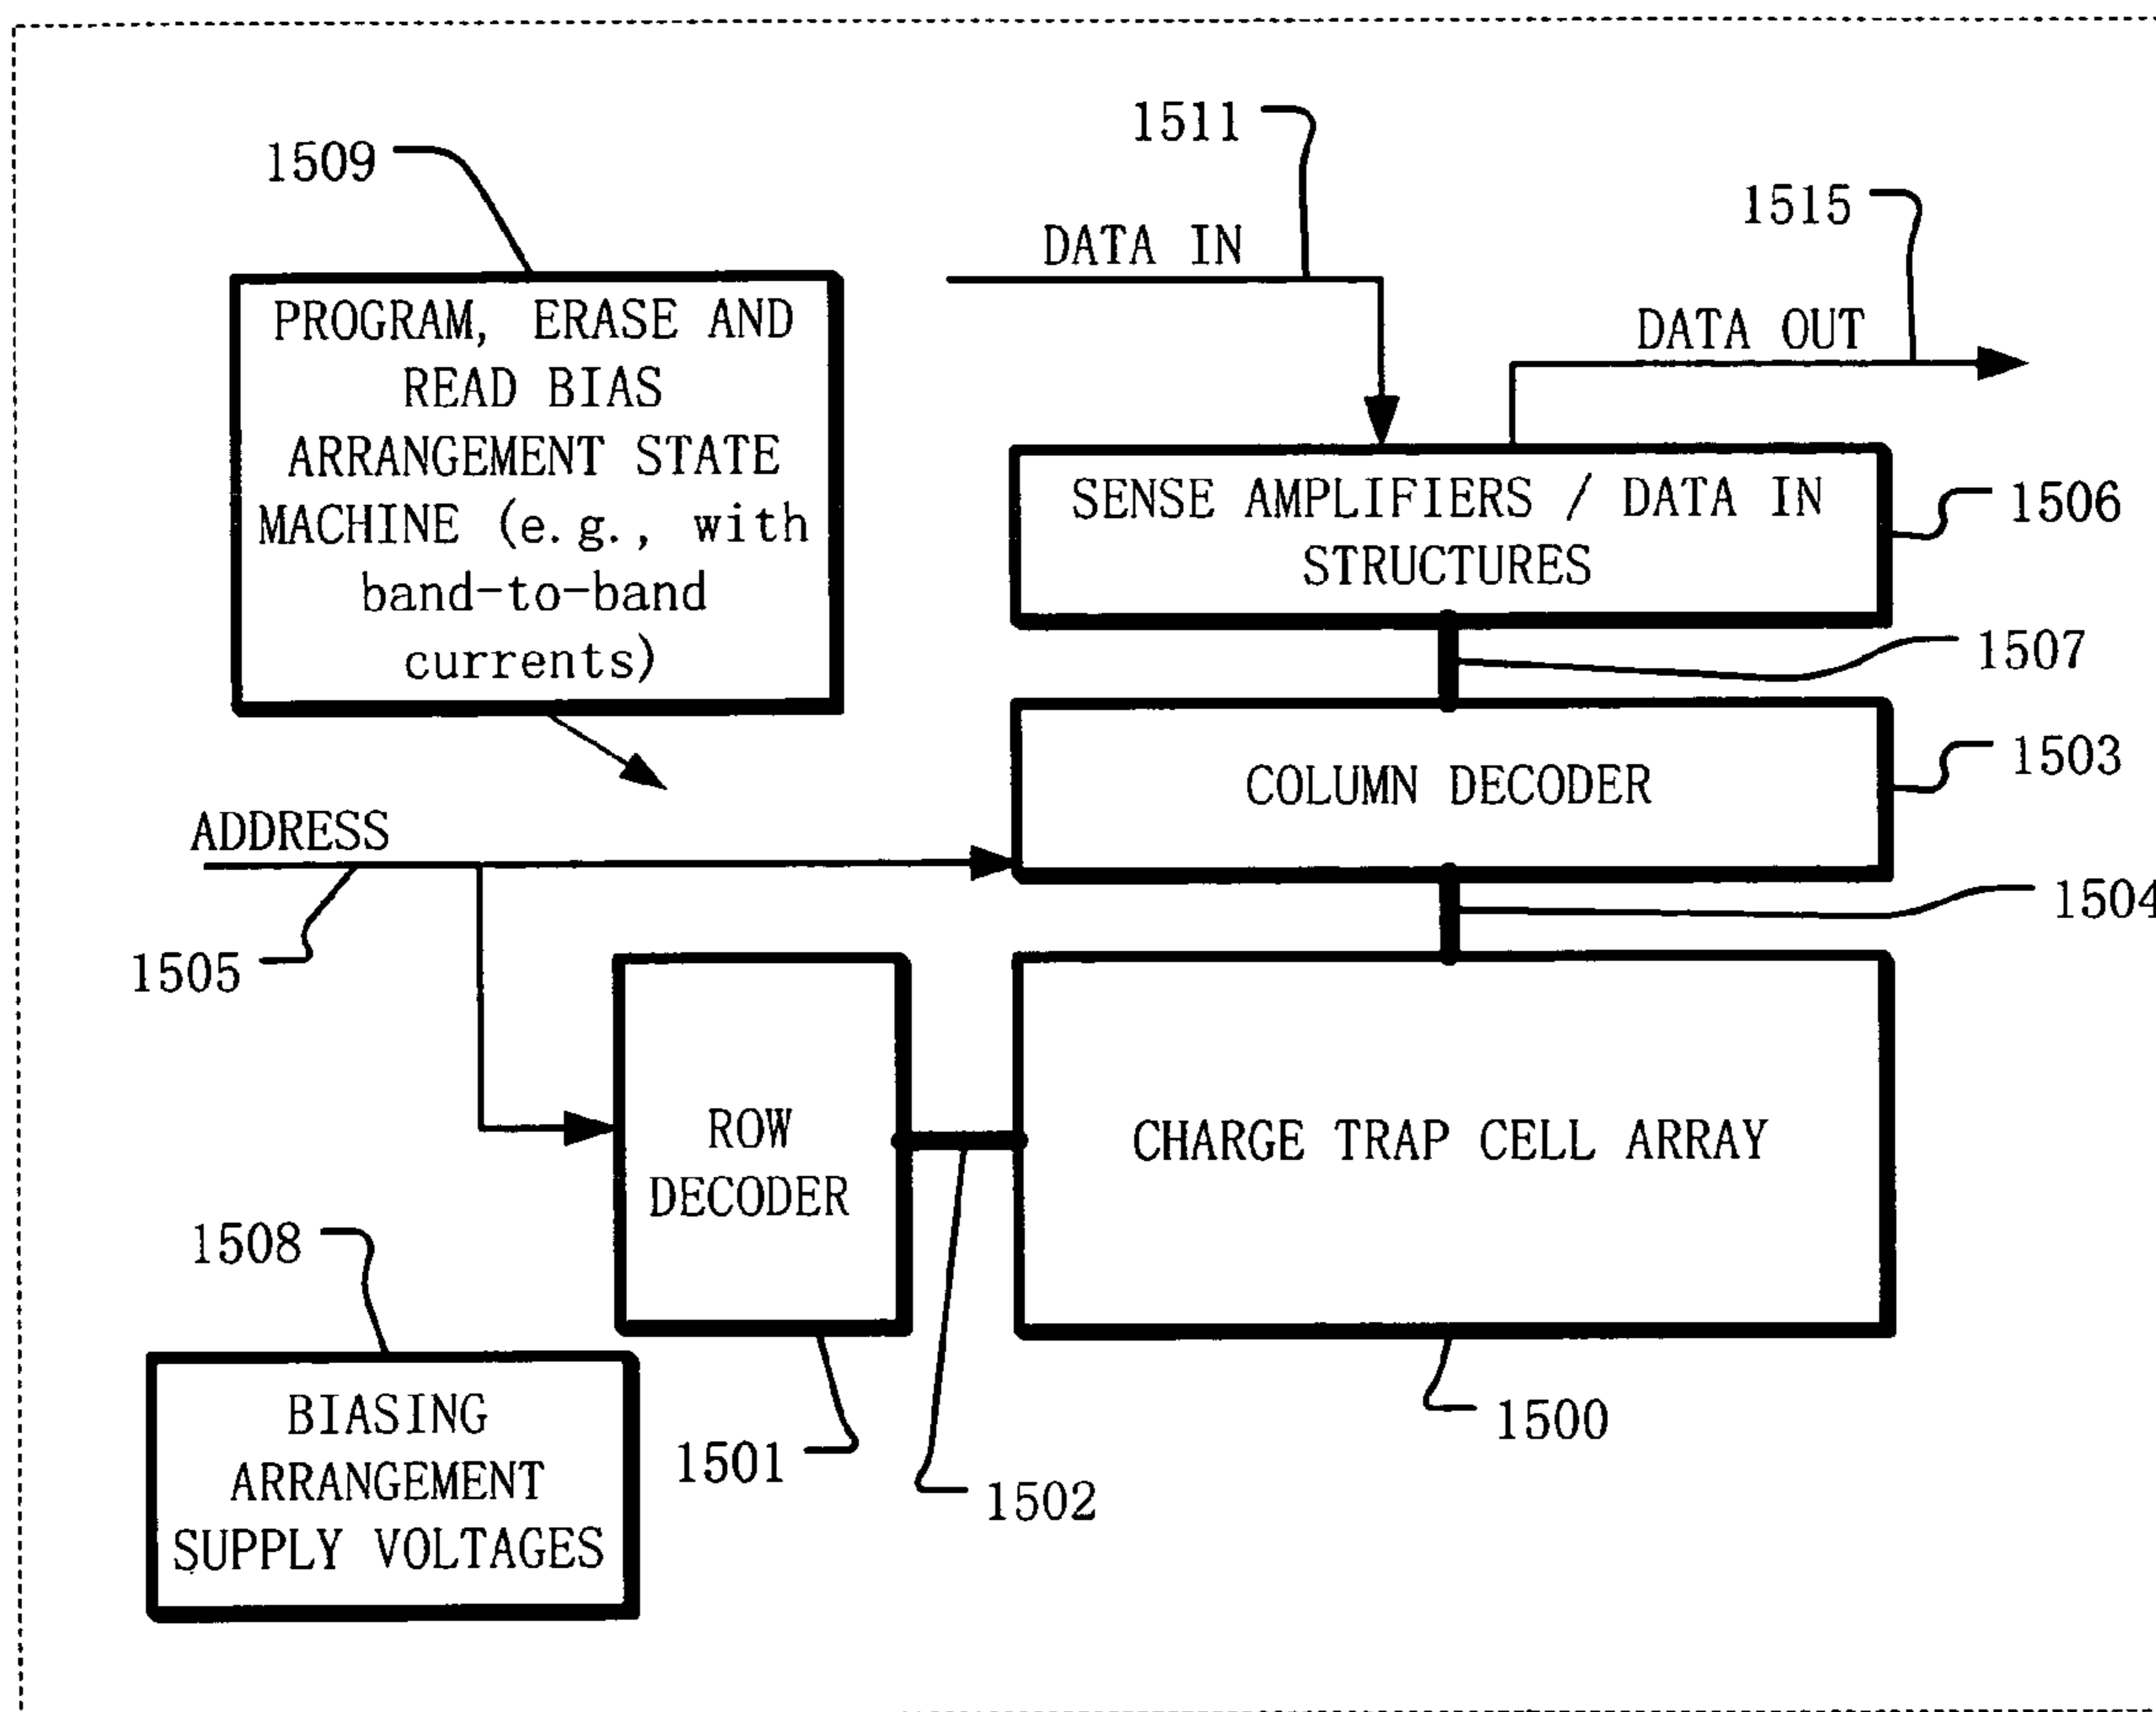 1511
1509
1515
DATA IN
PROGRAM, ERASE AND
READ BIAS
ARRANGEMENT STATE
MACHINE (e.g., with
band-to-band
currents)
DATA OUT
SENSE AMPLIFIERS / DATA IN
STRUCTURES
1506
1507
COLUMN DECODER
1503
ADDRESS
1504
1505
ROW
DECODER
CHARGE TRAP CELL ARRAY
1508
BIASING
ARRANGEMENT
SUPPLY VOLTAGES
1501
1502
1500